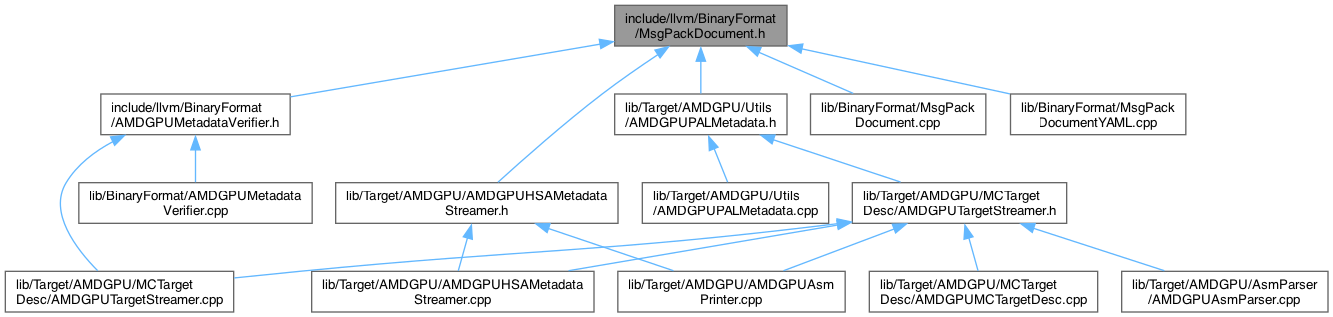 include/llvm/BinaryFormat
/MsgPackDocument.h
include/llvm/BinaryFormat
/AMDGPUMetadataVerifier.h
lib/Target/AMDGPU/Utils
/AMDGPUPALMetadata.h
lib/BinaryFormat/MsgPack
Document.cpp
lib/BinaryFormat/MsgPack
DocumentYAML.cpp
lib/BinaryFormat/AMDGPUMetadata
Verifier.cpp
lib/Target/AMDGPU/AMDGPUHSAMetadata
Streamer.h
lib/Target/AMDGPU/Utils
/AMDGPUPALMetadata.cpp
lib/Target/AMDGPU/MCTarget
Desc/AMDGPUTargetStreamer.h
lib/Target/AMDGPU/MCTarget
Desc/AMDGPUTargetStreamer.cpp
lib/Target/AMDGPU/AMDGPUHSAMetadata
Streamer.cpp
lib/Target/AMDGPU/AMDGPUAsm
Printer.cpp
lib/Target/AMDGPU/MCTarget
Desc/AMDGPUMCTargetDesc.cpp
lib/Target/AMDGPU/AsmParser
/AMDGPUAsmParser.cpp